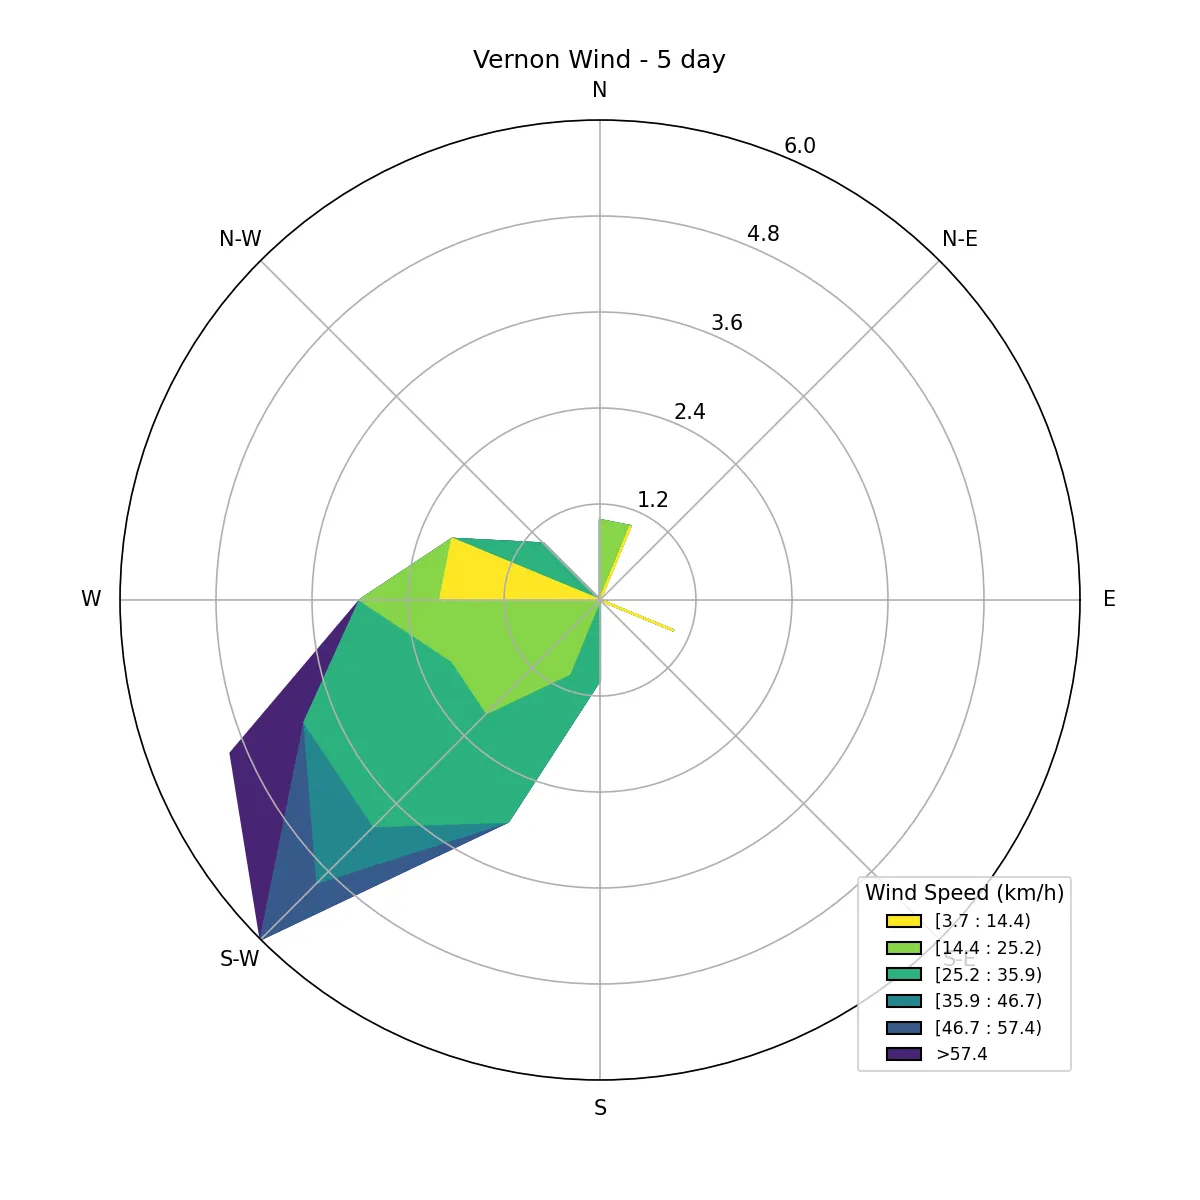 Vernon Wind - 5 day
N
6.0
N-W
4.8
N-E
3.6
2.4
1.2
W
E
S-W
S-E
S
Wind Speed (km/h)
[3.7 : 14.4)
[14.4 : 25.2)
[25.2 : 35.9)
[35.9 : 46.7)
[46.7 : 57.4)
>57.4